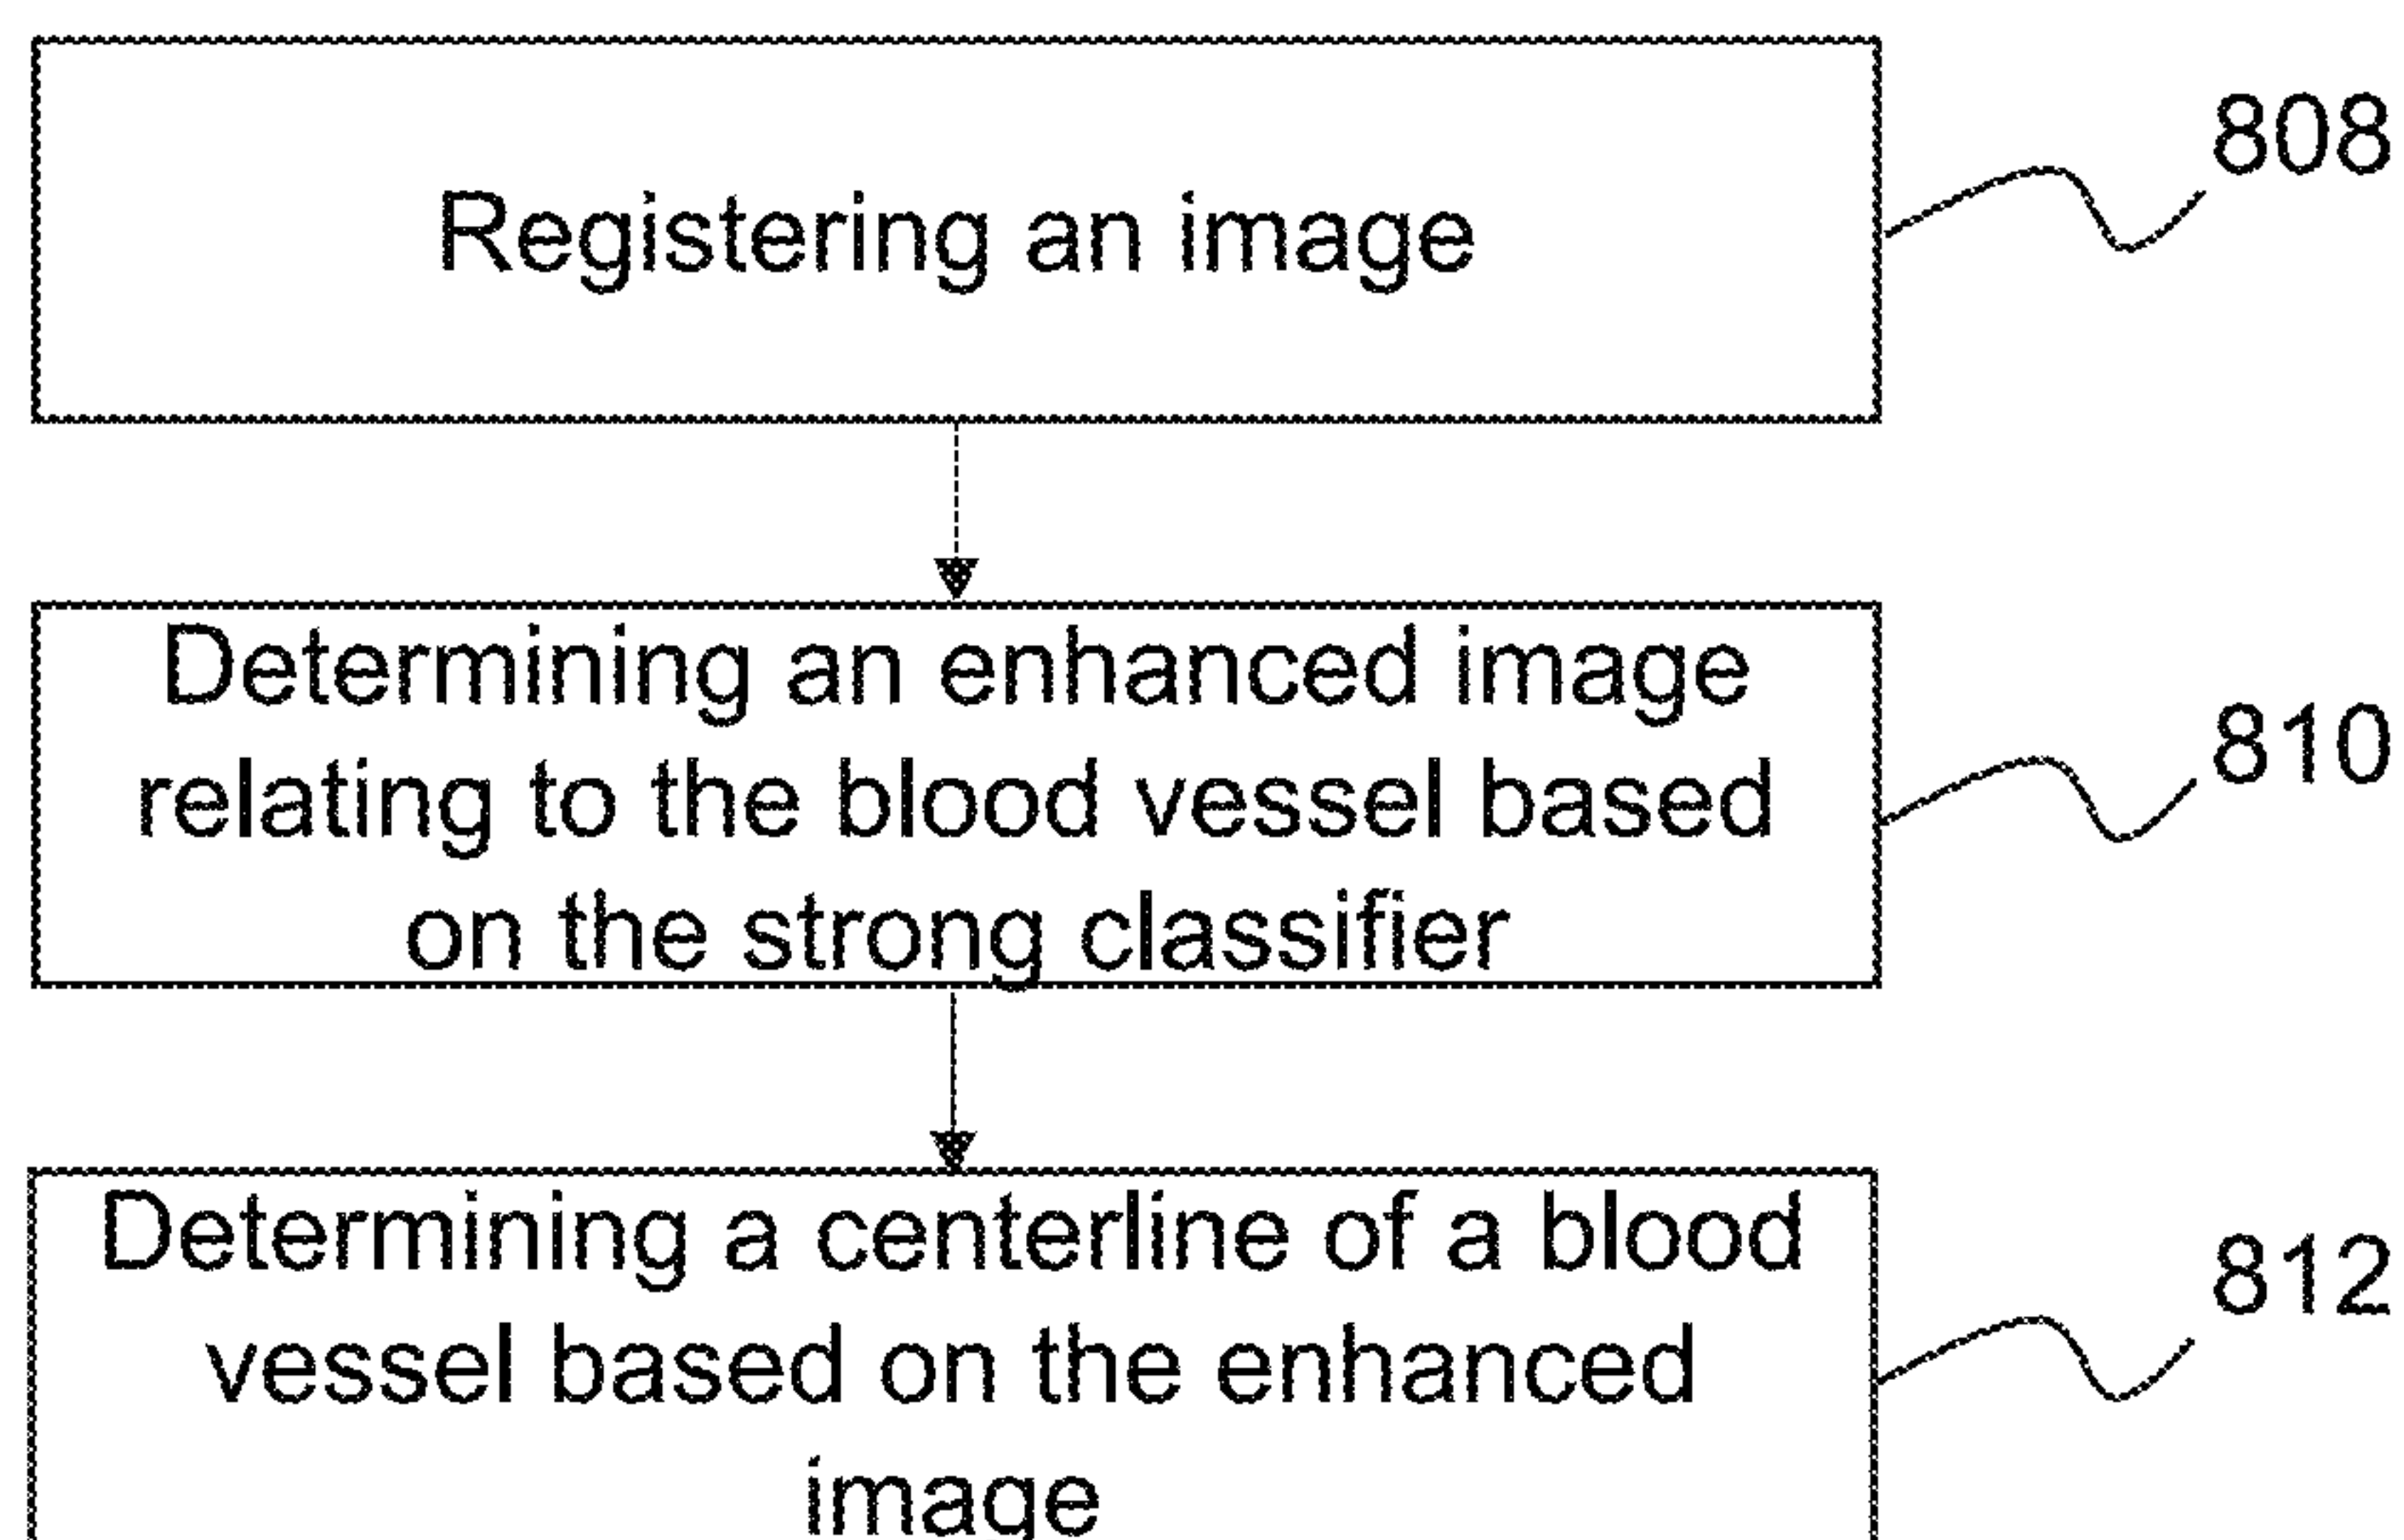 Registering an image
808
Determining an enhanced image
relating to the blood vessel based
on the strong classifier
810
Determining a centerline of a blood
vessel based on the enhanced
image
812